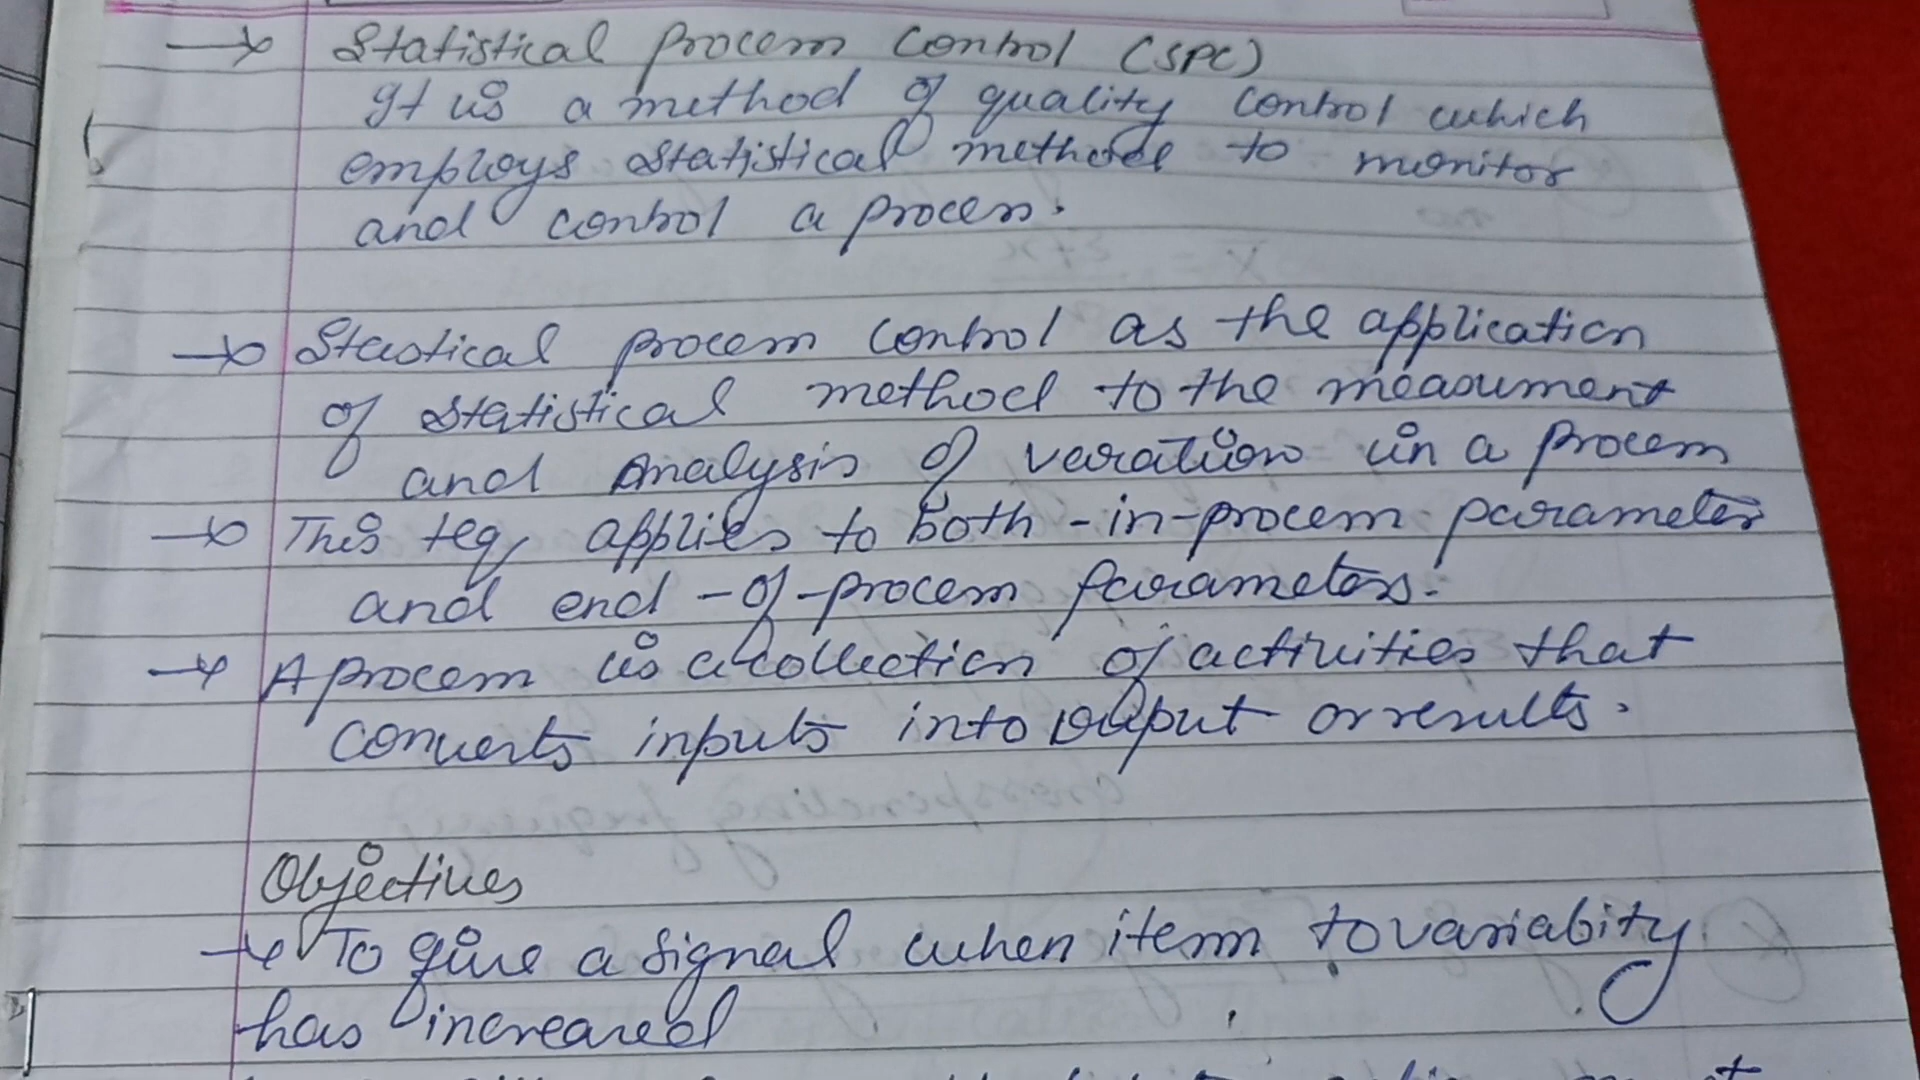 → Statistical Process Control (SPC)
It is a method of quality control which
employs statistical methods to monitor
and control a process.
→ Stastical process control as the application
of statistical method to the measument
and analysis of varation in a process
→ This teq applies to both-in-process parameter
and end-of-process parameters.
→ A process is a collection of activities that
converts inputs into output or results.
Objectives
→ To give a signal when item to variabity
has increased